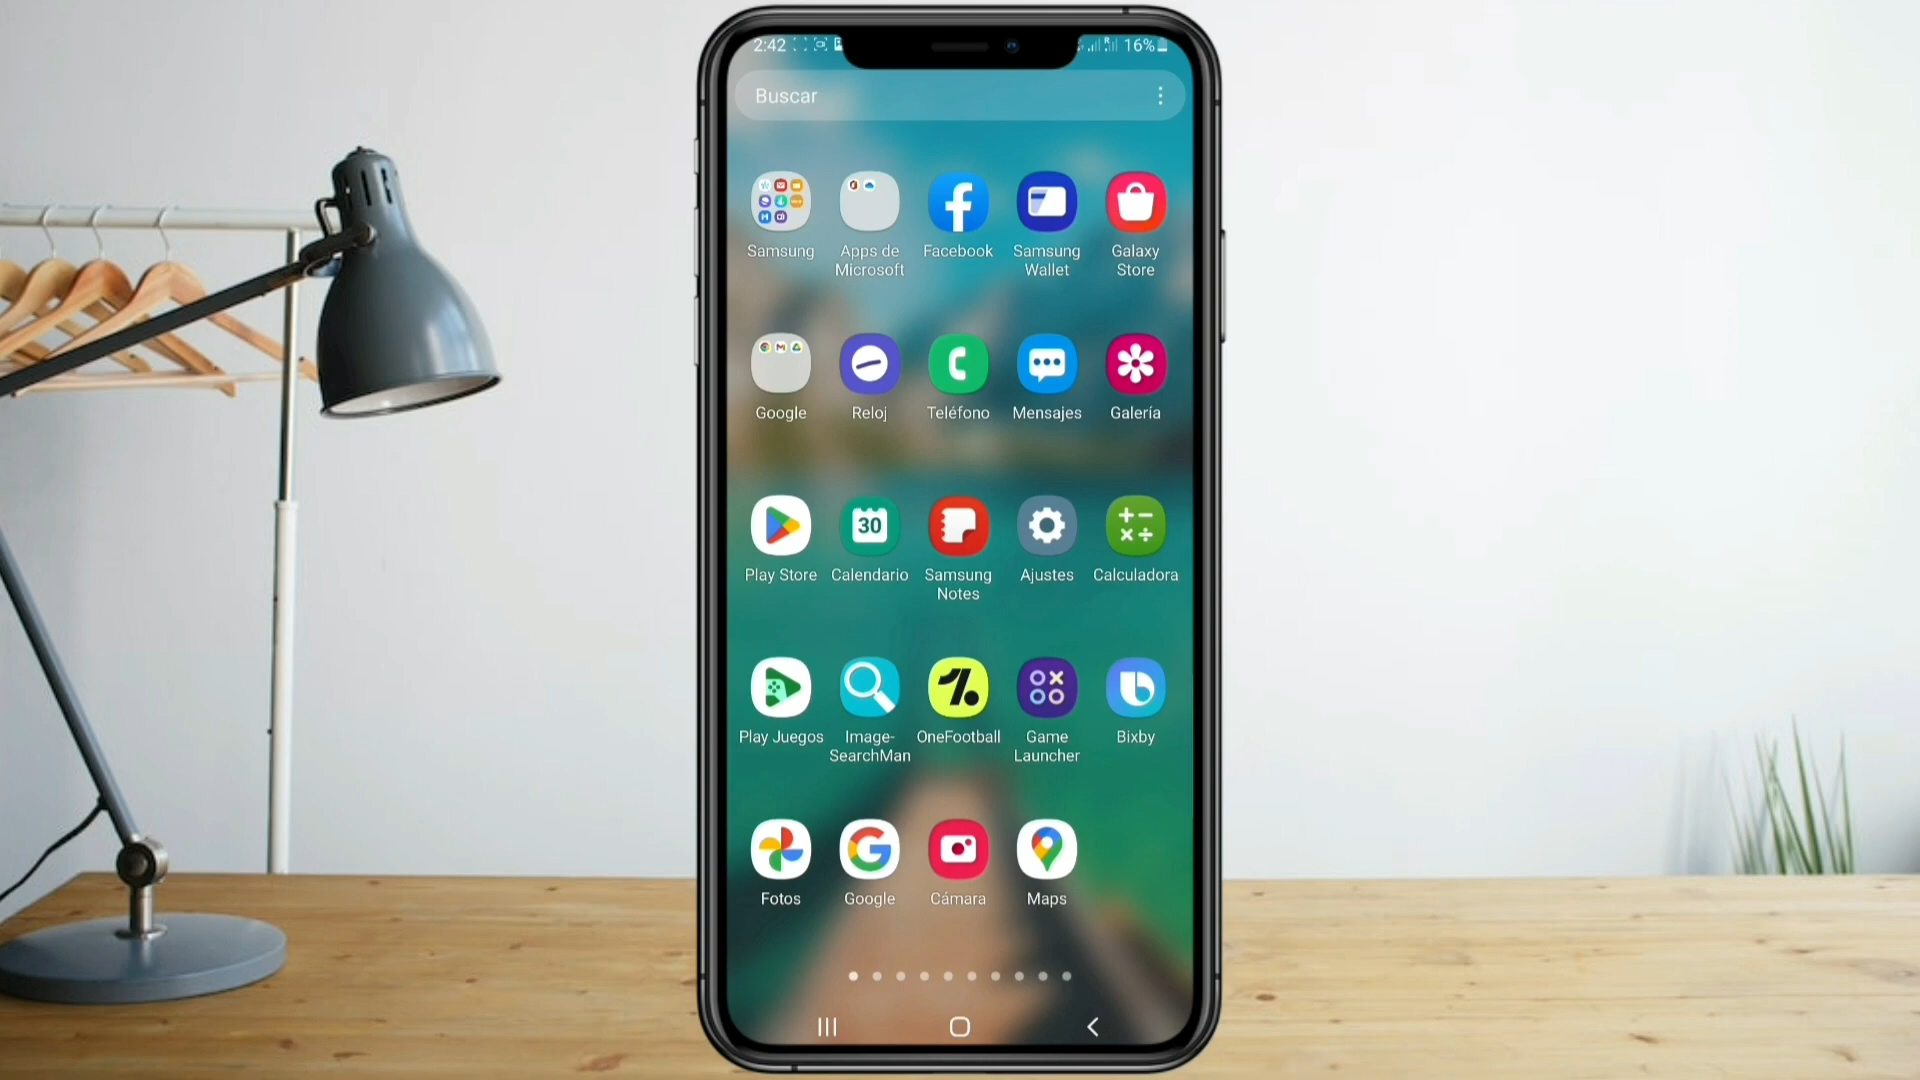 2:42 16%
Buscar
Samsung Apps de Microsoft Facebook Samsung Wallet Galaxy Store
Google Reloj Teléfono Mensajes Galería
30
Play Store Calendario Samsung Notes Ajustes Calculadora
Play Juegos Image-SearchMan OneFootball Game Launcher Bixby
Fotos Google Cámara Maps